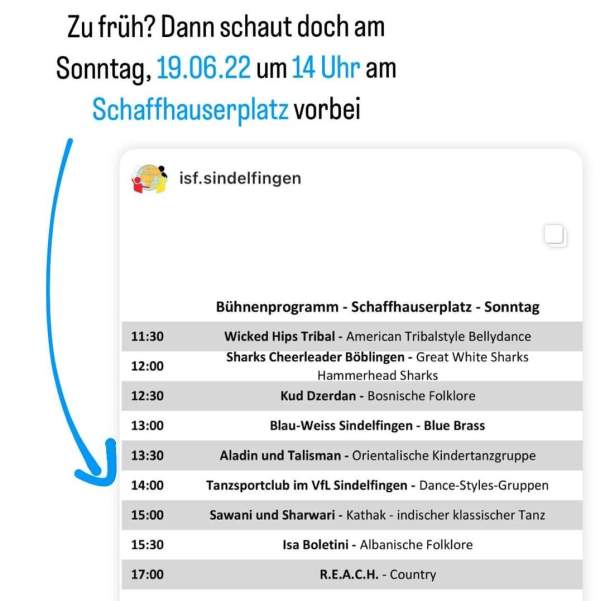 Zu früh? Dann schaut doch am
Sonntag, 19.06.22 um 14 Uhr am
Schaffhauserplatz vorbei
isf.sindelfingen
Bühnenprogramm - Schaffhauserplatz - Sonntag
11:30 Wicked Hips Tribal - American Tribalstyle Bellydance
12:00 Sharks Cheerleader Böblingen - Great White Sharks
Hammerhead Sharks
12:30 Kud Dzerdan - Bosnische Folklore
13:00 Blau-Weiss Sindelfingen - Blue Brass
13:30 Aladin und Talisman - Orientalische Kindertanzgruppe
14:00 Tanzsportclub im VfL Sindelfingen - Dance-Styles-Gruppen
15:00 Sawani und Sharwari - Kathak - indischer klassischer Tanz
15:30 Isa Boletini - Albanische Folklore
17:00 R.E.A.C.H. - Country